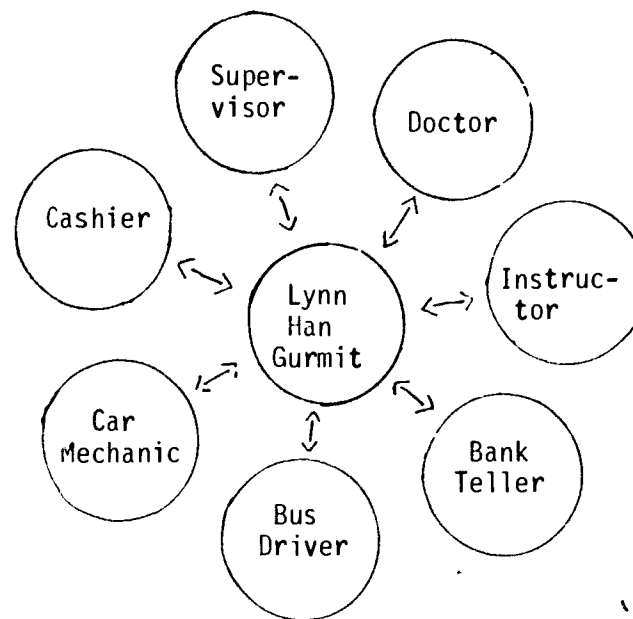 Super-
visor
Doctor
Cashier
Instruc-
tor
Lynn
Han
Gurmit
Car
Mechanic
Bank
Teller
Bus
Driver